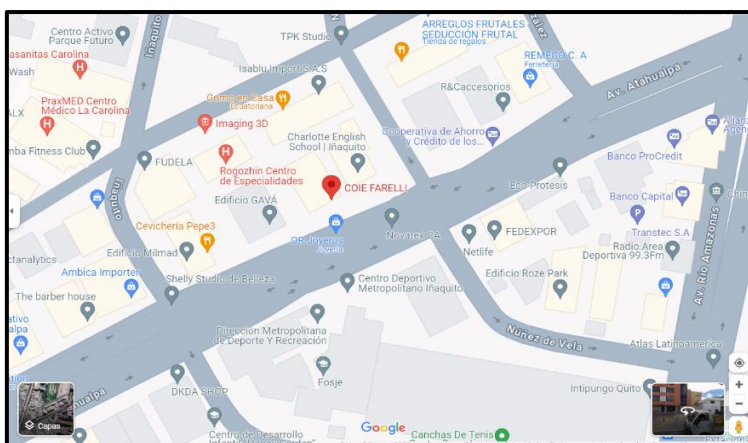 Centro Activo
Parque Futuro
TPK Studio
ARREGLOS FRUTALES
SEDUCCIÓN FRUTAL
Tienda de regalos
REMECO C. A
Ferretería
asanitas Carolina
Wash
Iñaquito
Isablu Import S.A.S
Av. Atahualpa
PraxMED Centro
Médico La Carolina
ALX
Como en Casa
Ecuatoriana
R&Caccesorios
Imaging 3D
Charlotte English
School | Iñaquito
Cooperativa de Ahorro
y Crédito de los...
nba Fitness Club
FUDELA
Rogozhin Centro
de Especialidades
COIE FARELLI
Eco Protesis
Banco ProCredit
Iñaquito
Edificio GAVÁ
Banco Capital
Cevichería Pepe3
QR Joyeros
Joyería
Novatex CA
FEDEXPOR
Transtec S.A
Edificio Milmad
Netlife
Radio Area
Deportiva 99.3Fm
ctanalytics
Ambica Importer
Shelly Studio de Belleza
Centro Deportivo
Metropolitano Iñaquito
Edificio Roze Park
Av. Río Amazonas
The barber house
Dirección Metropolitana
de Deporte Y Recreación
Núñez de Vela
Atlas Latinoamerica
Fosje
DKDA SHOP
Intipungo Quito
Capas
Google
Canchas De Tenis
Centro de Desarrollo